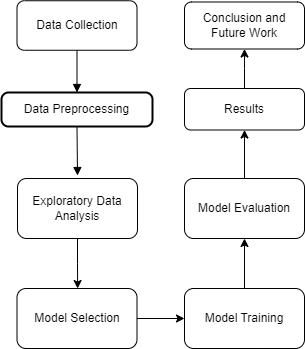 Data Collection
Data Preprocessing
Exploratory Data
Analysis
Model Selection
Model Training
Model Evaluation
Results
Conclusion and
Future Work